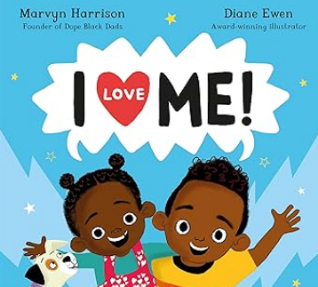 Marvyn Harrison
Founder of Dope Black Dads
Diane Ewen
Award-winning illustrator
I LOVE ME!